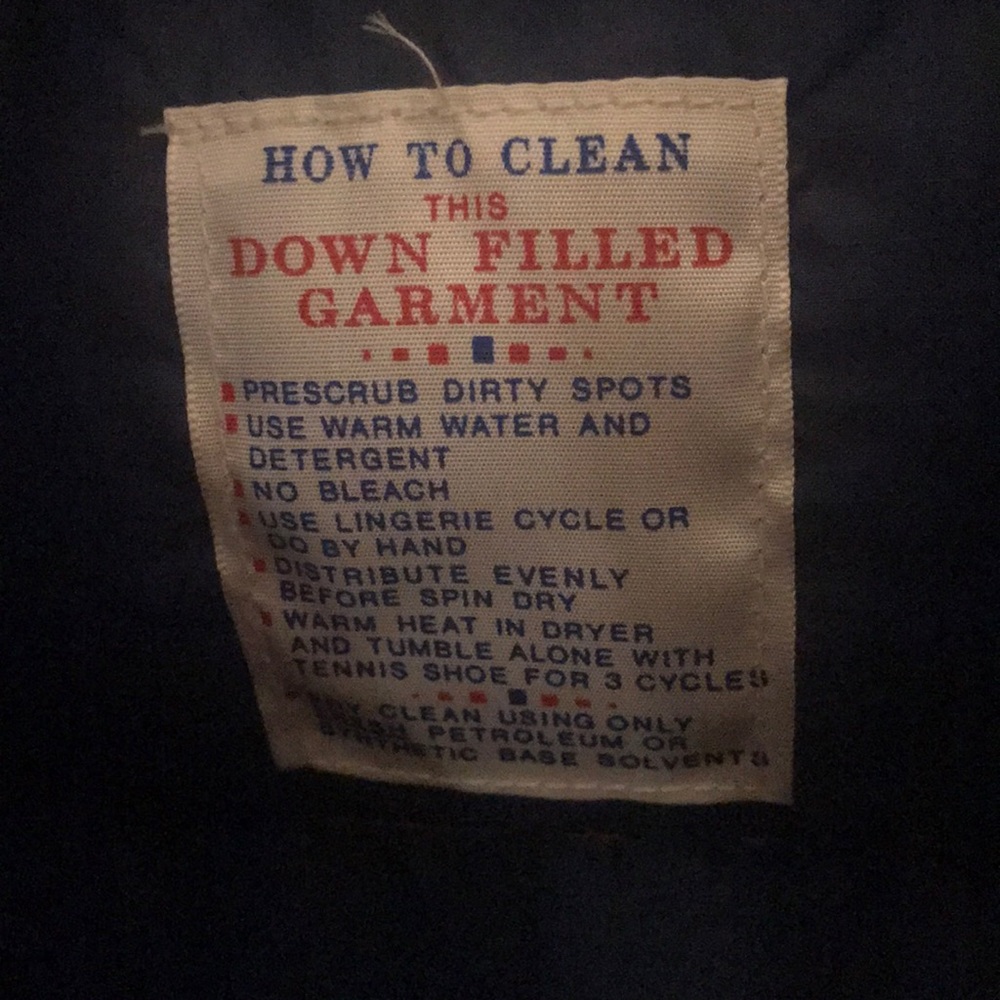 HOW TO CLEAN
THIS
DOWN FILLED
GARMENT
PRESCRUB DIRTY SPOTS
USE WARM WATER AND
DETERGENT
NO BLEACH
USE LINGERIE CYCLE OR
DO BY HAND
DISTRIBUTE EVENLY
BEFORE SPIN DRY
WARM HEAT IN DRYER
AND TUMBLE ALONE WITH
TENNIS SHOE FOR 3 CYCLES
DRY CLEAN USING ONLY
FRESH PETROLEUM OR
SYNTHETIC BASE SOLVENTS